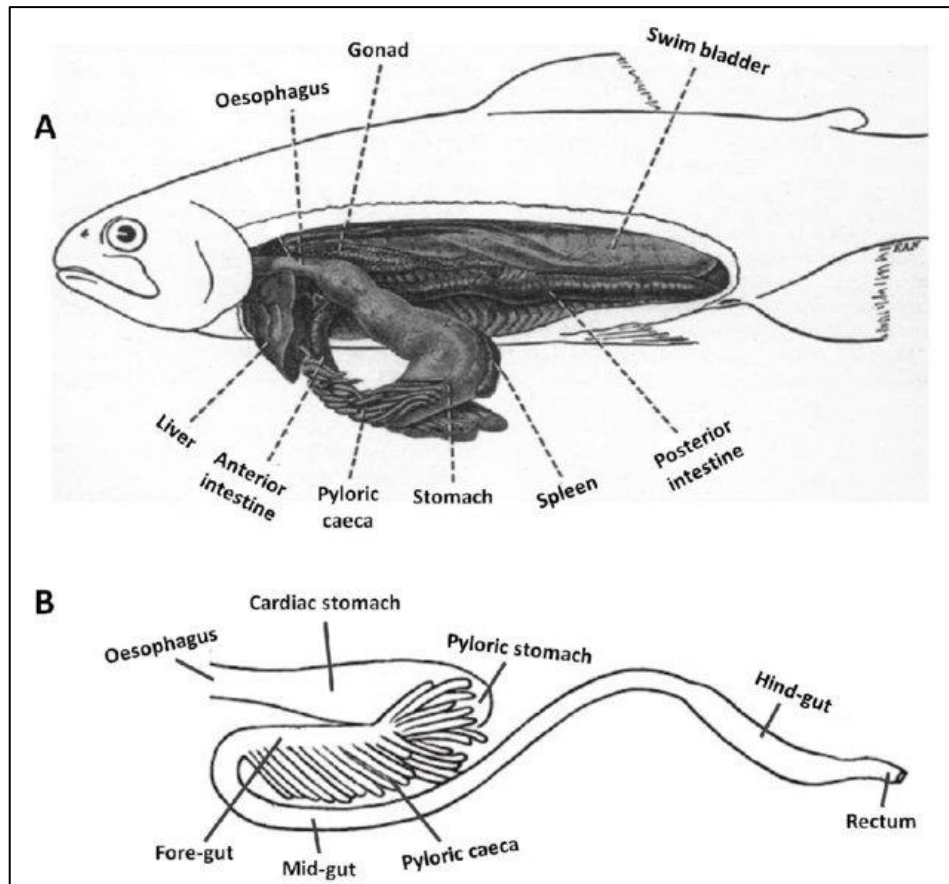 A
Gonad
Oesophagus
Swim bladder
Liver
Anterior
intestine
Pyloric
caeca
Stomach
Spleen
Posterior
intestine
B
Cardiac stomach
Oesophagus
Pyloric stomach
Hind-gut
Rectum
Fore-gut
Mid-gut
Pyloric caeca